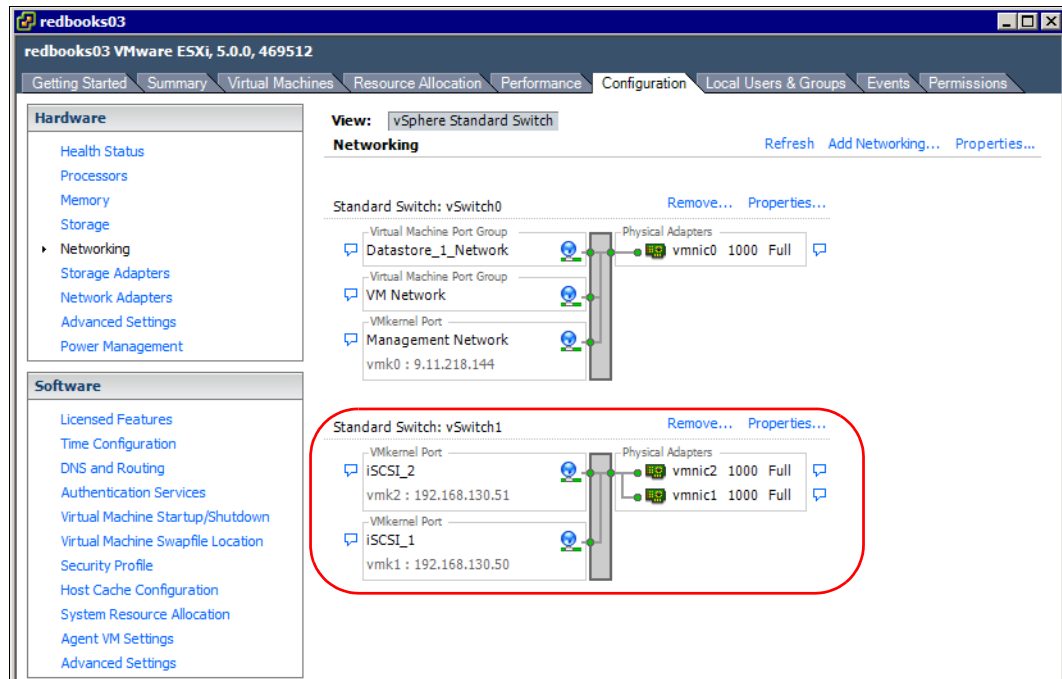 redbooks03
redbooks03 VMware ESXi, 5.0.0, 469512
Getting Started Summary Virtual Machines Resource Allocation Performance Configuration Local Users & Groups Events Permissions
Hardware
Health Status
Processors
Memory
Storage
Networking
Storage Adapters
Network Adapters
Advanced Settings
Power Management
Software
Licensed Features
Time Configuration
DNS and Routing
Authentication Services
Virtual Machine Startup/Shutdown
Virtual Machine Swapfile Location
Security Profile
Host Cache Configuration
System Resource Allocation
Agent VM Settings
Advanced Settings
View: vSphere Standard Switch
Networking Refresh Add Networking... Properties...
Standard Switch: vSwitch0 Remove... Properties...
Virtual Machine Port Group Physical Adapters
Datastore_1_Network vmnic0 1000 Full
Virtual Machine Port Group
VM Network
VMkernel Port
Management Network
vmk0 : 9.11.218.144
Standard Switch: vSwitch1 Remove... Properties...
VMkernel Port Physical Adapters
iSCSI_2 vmnic2 1000 Full
vmk2 : 192.168.130.51 vmnic1 1000 Full
VMkernel Port
iSCSI_1
vmk1 : 192.168.130.50